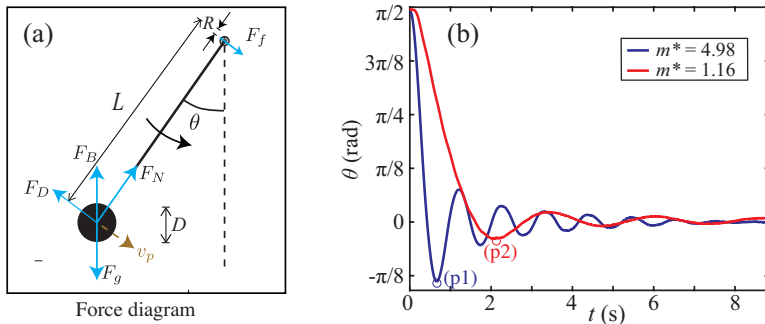 (a)
R
F_f
L
θ
F_B
F_N
F_D
D
v_p
F_g
Force diagram
(b)
π/2
3π/8
π/4
π/8
0
-π/8
θ (rad)
m* = 4.98
m* = 1.16
(p1)
(p2)
0 2 4 6 8
t (s)